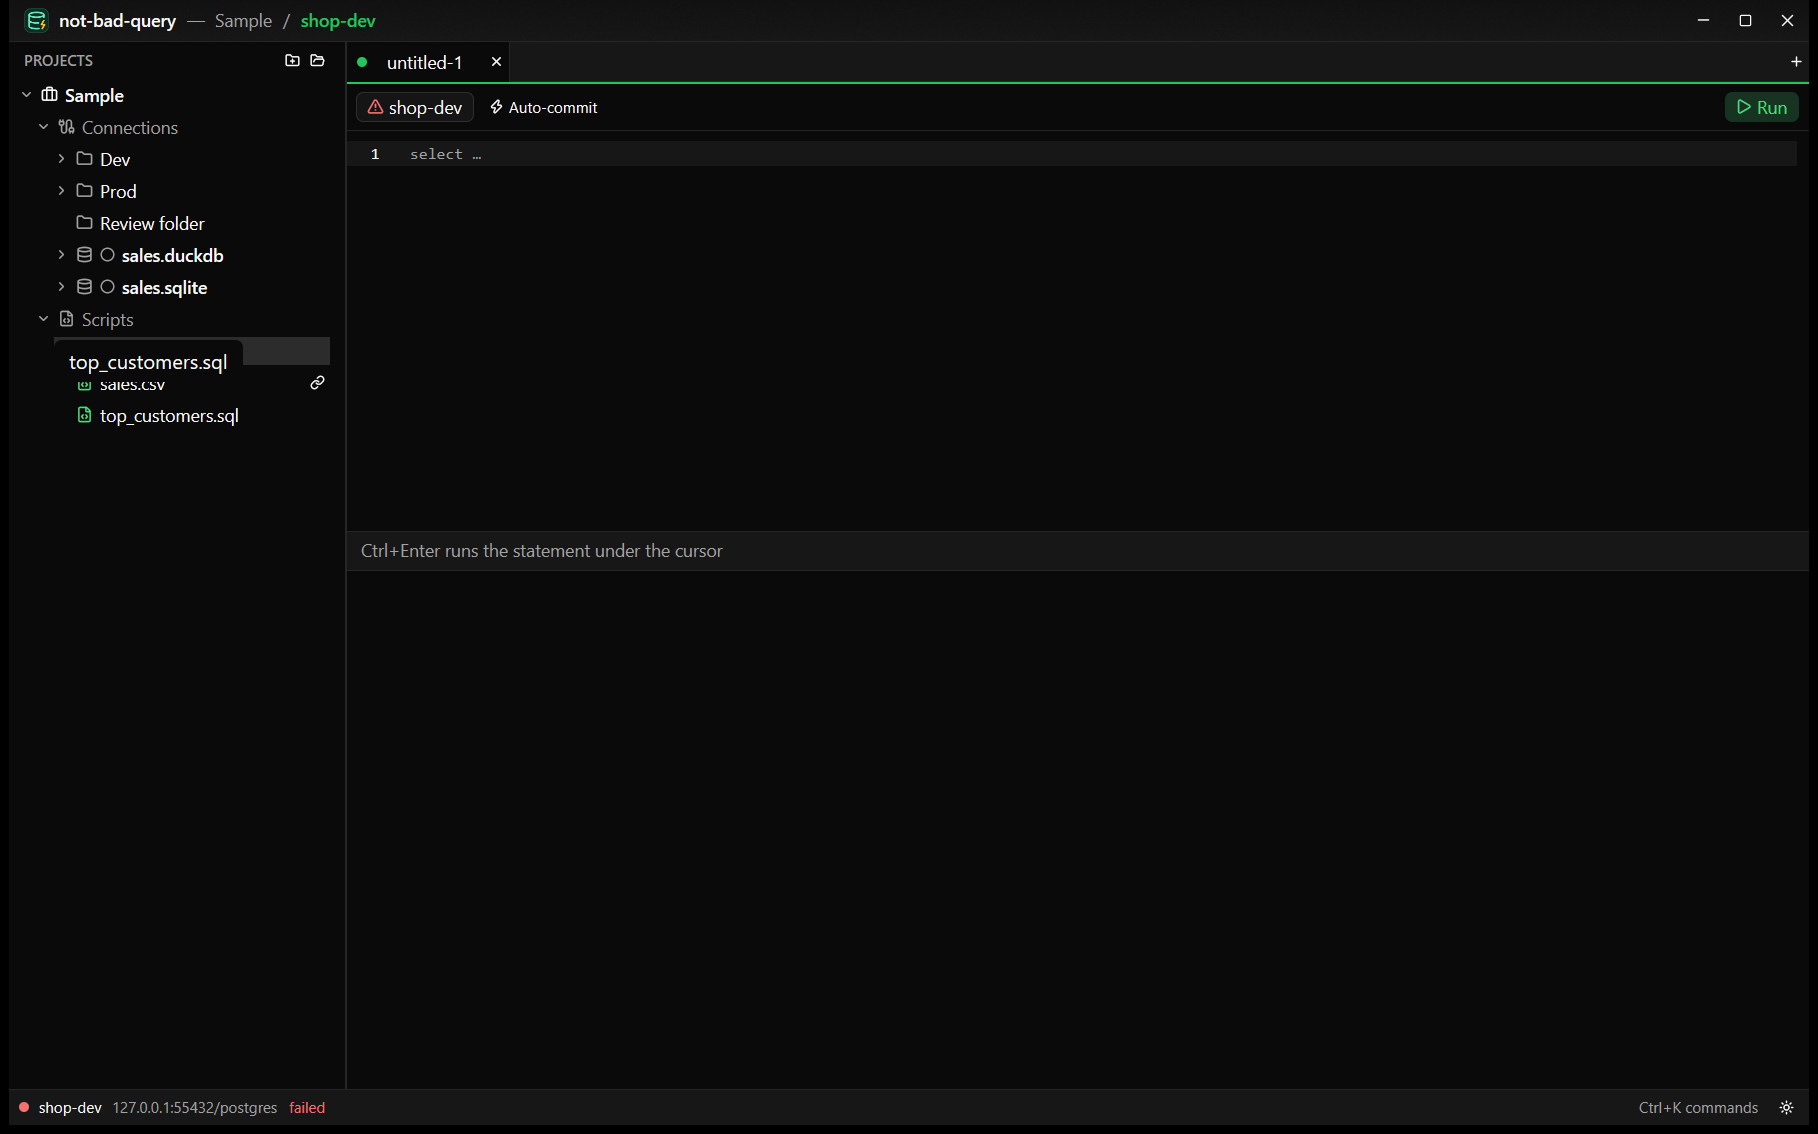 not-bad-query — Sample / shop-dev
PROJECTS
Sample
Connections
Dev
Prod
Review folder
sales.duckdb
sales.sqlite
Scripts
top_customers.sql
sales.csv
top_customers.sql
untitled-1
shop-dev Auto-commit Run
1 select …
Ctrl+Enter runs the statement under the cursor
shop-dev 127.0.0.1:55432/postgres failed
Ctrl+K commands